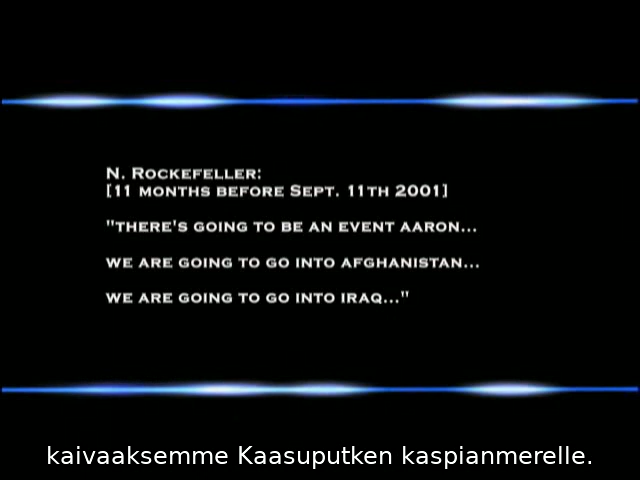 N. ROCKEFELLER:
[11 MONTHS BEFORE SEPT. 11TH 2001]
"THERE'S GOING TO BE AN EVENT AARON...
WE ARE GOING TO GO INTO AFGHANISTAN...
WE ARE GOING TO GO INTO IRAQ..."
kaivaaksemme Kaasuputken kaspianmerelle.